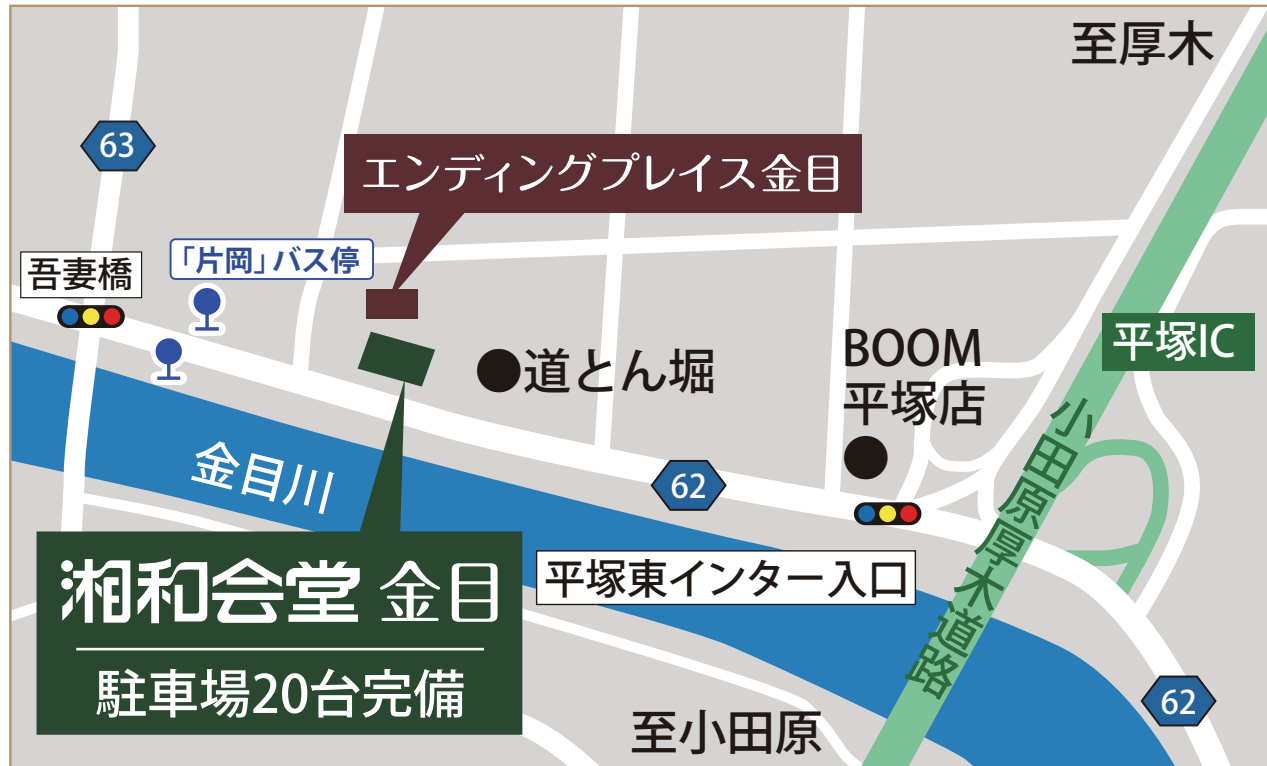 至厚木
63
エンディングプレイス金目
「片岡」バス停
吾妻橋
平塚IC
BOOM
平塚店
道とん堀
小田原厚木道路
金目川
62
湘和会堂 金目
駐車場20台完備
平塚東インター入口
62
至小田原